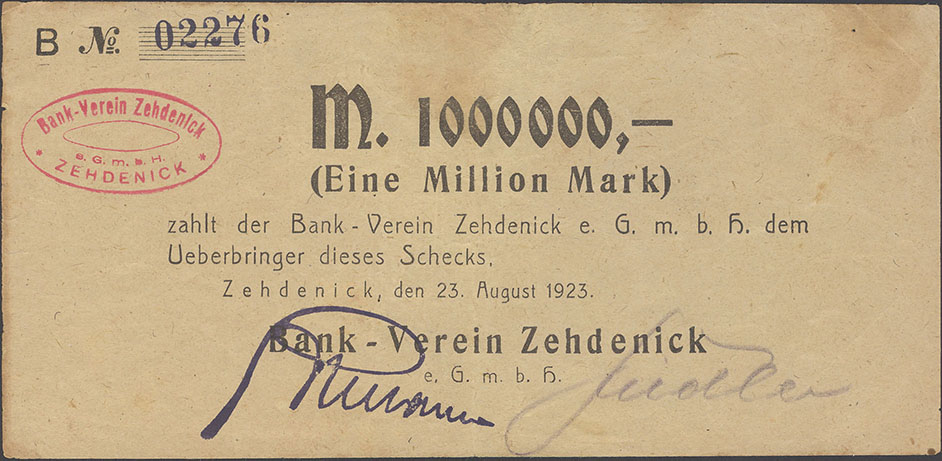 B № 02276
Bank-Verein Zehdenick
e. G. m. b. H.
* ZEHDENICK *
M. 1000000,—
(Eine Million Mark)
zahlt der Bank-Verein Zehdenick e. G. m. b. H. dem
Ueberbringer dieses Schecks.
Zehdenick, den 23. August 1923.
Bank-Verein Zehdenick
e. G. m. b. H.